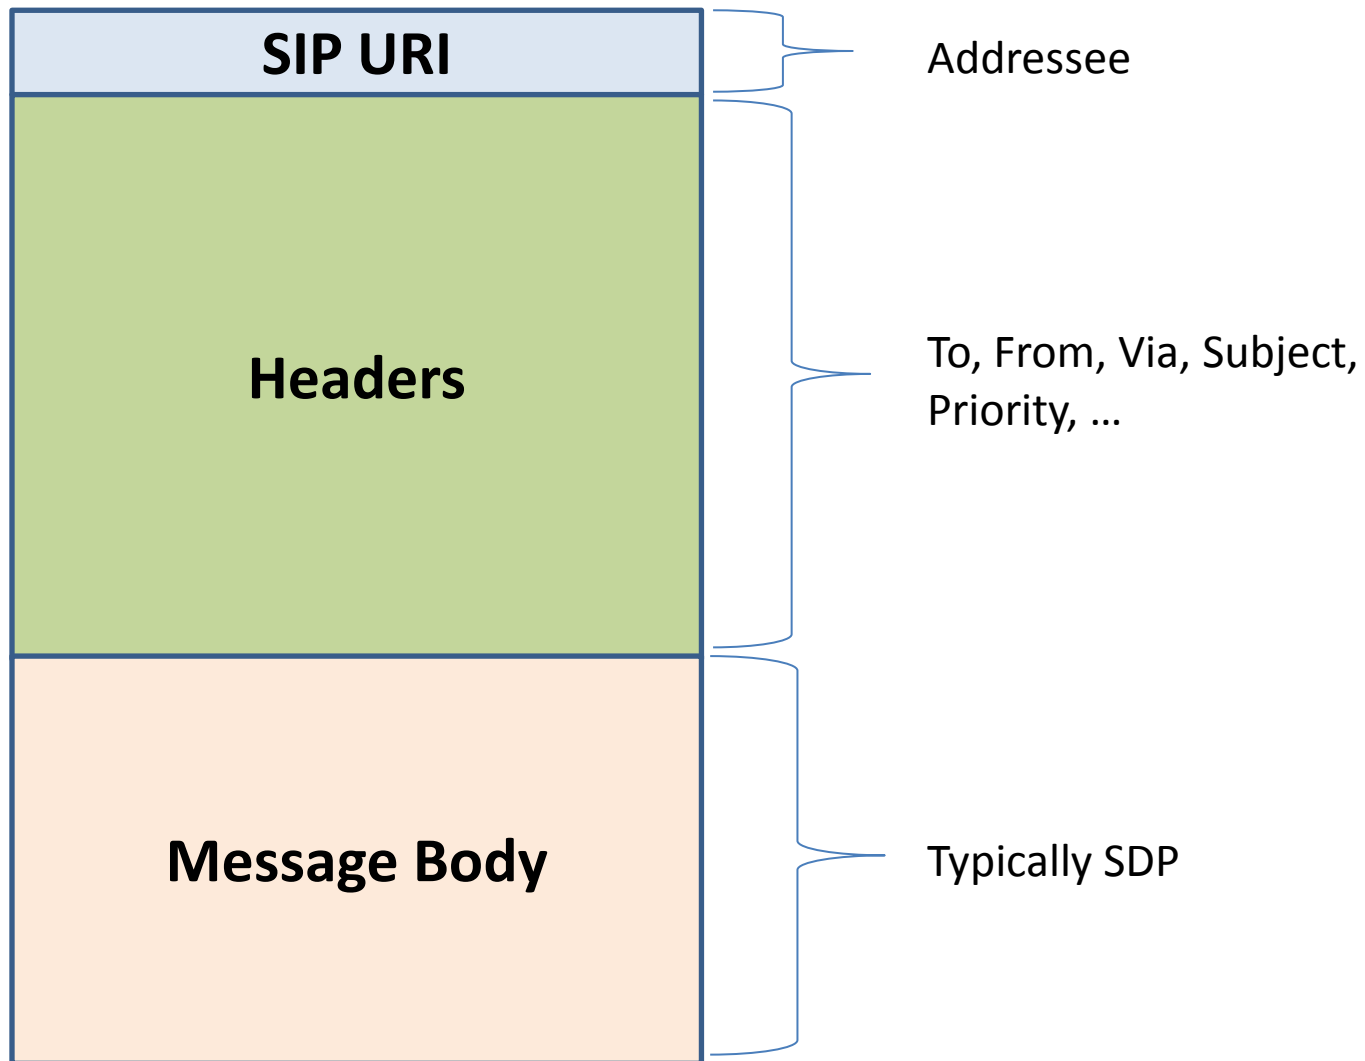 SIP URI
Addressee
Headers
To, From, Via, Subject,
Priority, …
Message Body
Typically SDP